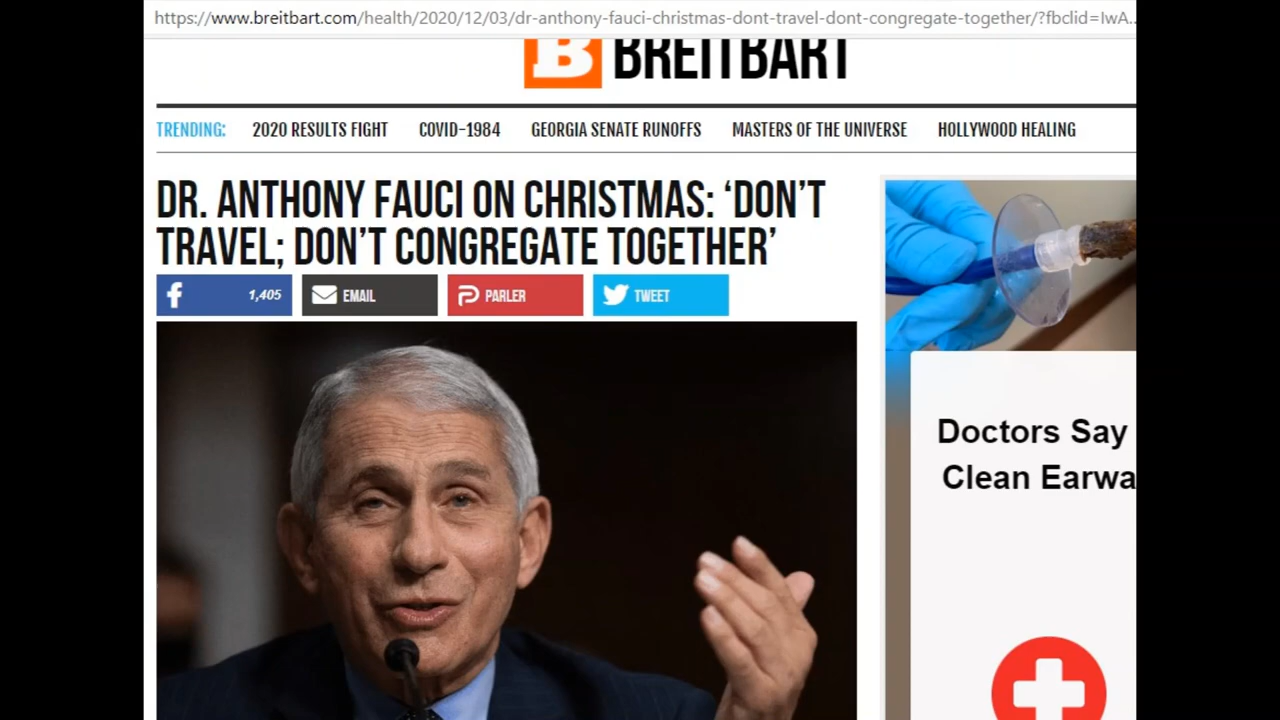 https://www.breitbart.com/health/2020/12/03/dr-anthony-fauci-christmas-dont-travel-dont-congregate-together/?fbclid=IwA..
B BREITBART
TRENDING: 2020 RESULTS FIGHT COVID-1984 GEORGIA SENATE RUNOFFS MASTERS OF THE UNIVERSE HOLLYWOOD HEALING
DR. ANTHONY FAUCI ON CHRISTMAS: ‘DON’T
TRAVEL; DON’T CONGREGATE TOGETHER’
f 1,405 EMAIL PARLER TWEET
Doctors Say
Clean Earwa